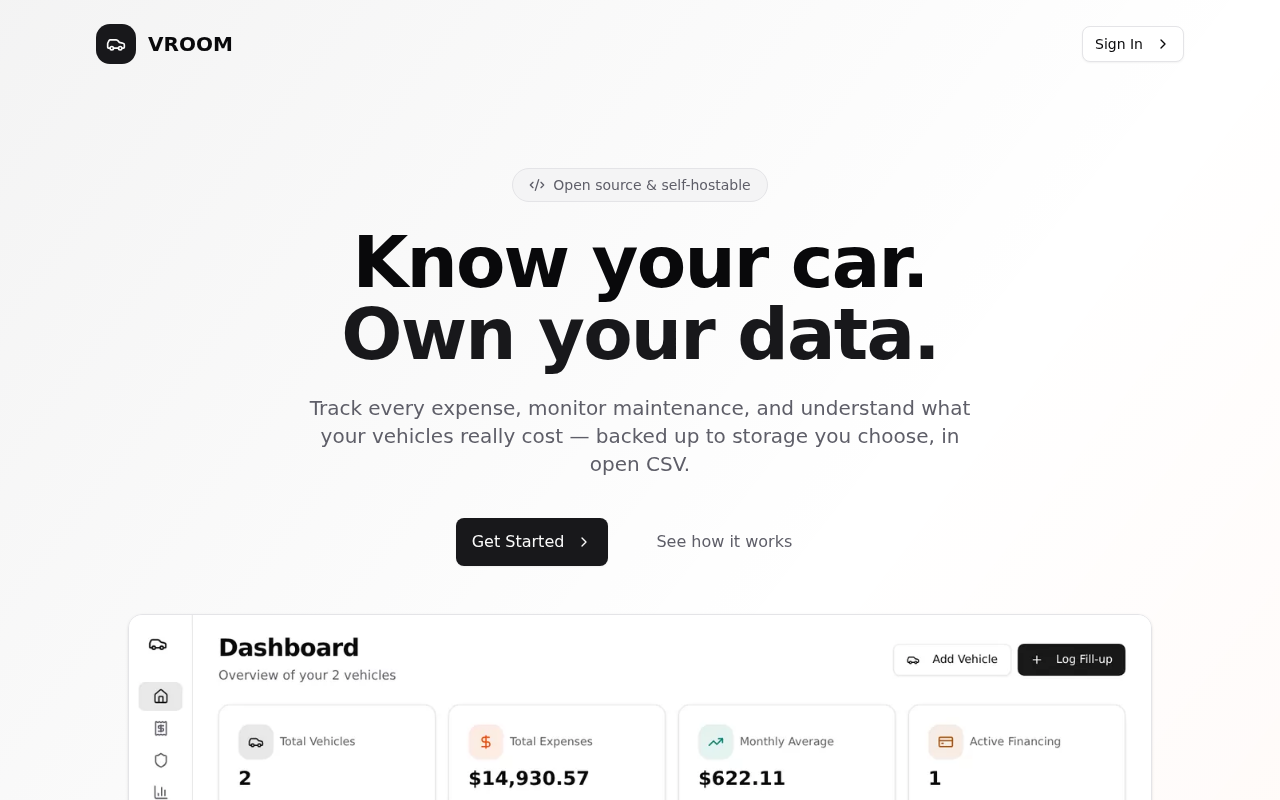 VROOM
Sign In
Open source & self-hostable
Know your car.
Own your data.
Track every expense, monitor maintenance, and understand what
your vehicles really cost — backed up to storage you choose, in
open CSV.
Get Started
See how it works
Dashboard
Overview of your 2 vehicles
Add Vehicle
Log Fill-up
Total Vehicles
2
Total Expenses
$14,930.57
Monthly Average
$622.11
Active Financing
1